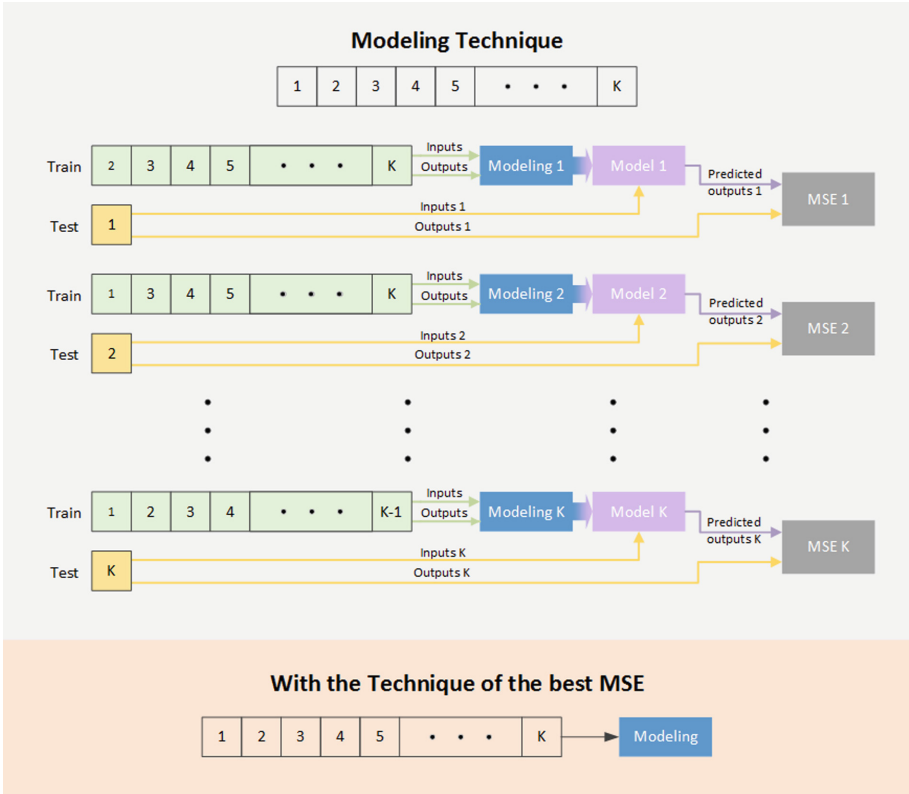 Modeling Technique
1 2 3 4 5 • • • K
Train 2 3 4 5 • • • K Inputs Outputs Modeling 1 Model 1 Predicted outputs 1 MSE 1
Test 1 Inputs 1 Outputs 1
Train 1 3 4 5 • • • K Inputs Outputs Modeling 2 Model 2 Predicted outputs 2 MSE 2
Test 2 Inputs 2 Outputs 2
Train 1 2 3 4 • • • K-1 Inputs Outputs Modeling K Model K Predicted outputs K MSE K
Test K Inputs K Outputs K
With the Technique of the best MSE
1 2 3 4 5 • • • K Modeling